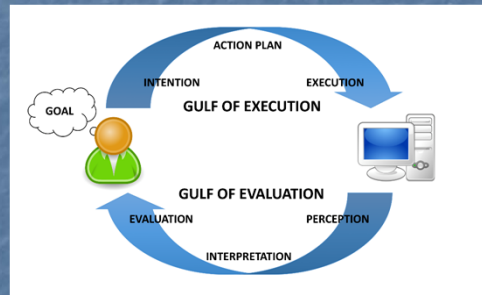 ACTION PLAN
INTENTION
EXECUTION
GULF OF EXECUTION
GOAL
GULF OF EVALUATION
EVALUATION
PERCEPTION
INTERPRETATION